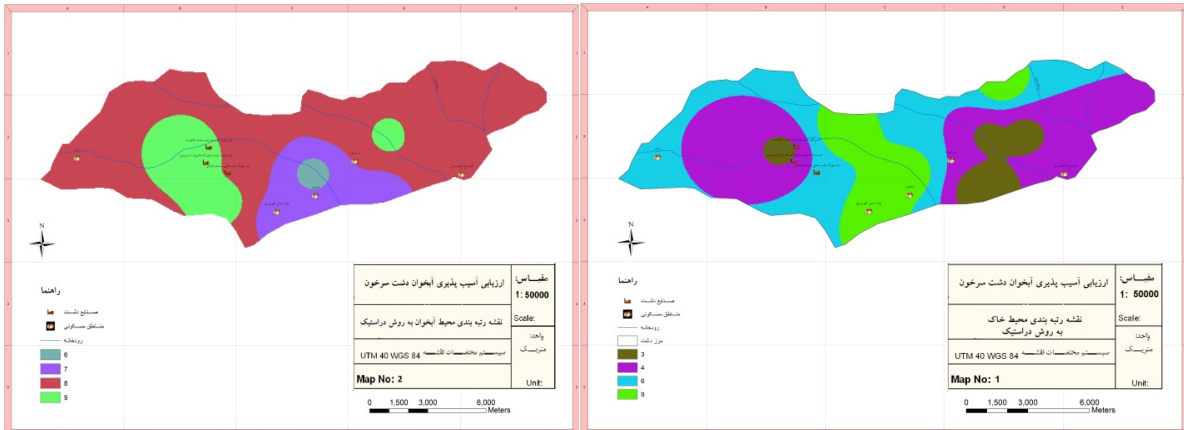 راهنما
صنایع دشت
مناطق مسکونی
رودخانه
6
7
8
9
ارزیابی آسیب پذیری آبخوان دشت سرخون
نقشه رتبه بندی محیط آبخوان به روش دراستیک
سیستم مختصات نقشه UTM 40 WGS 84
Map No: 2
مقیاس:
1: 50000
Scale:
واحد:
متریک
Unit:
0 1,500 3,000 6,000
Meters
راهنما
صنایع دشت
مناطق مسکونی
رودخانه
مرز دشت
3
4
6
9
ارزیابی آسیب پذیری آبخوان دشت سرخون
نقشه رتبه بندی محیط خاک
به روش دراستیک
سیستم مختصات نقشه UTM 40 WGS 84
Map No: 1
مقیاس:
1: 50000
Scale:
واحد:
متریک
Unit:
0 1,500 3,000 6,000
Meters